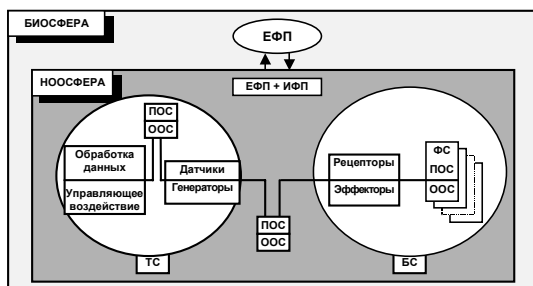 БИОСФЕРА
ЕФП
НООСФЕРА
ЕФП + ИФП
ПОС
ООС
Обработка
данных
Управляющее
воздействие
Датчики
Генераторы
ПОС
ООС
Рецепторы
Эффекторы
ФС
ПОС
ООС
ТС
БС